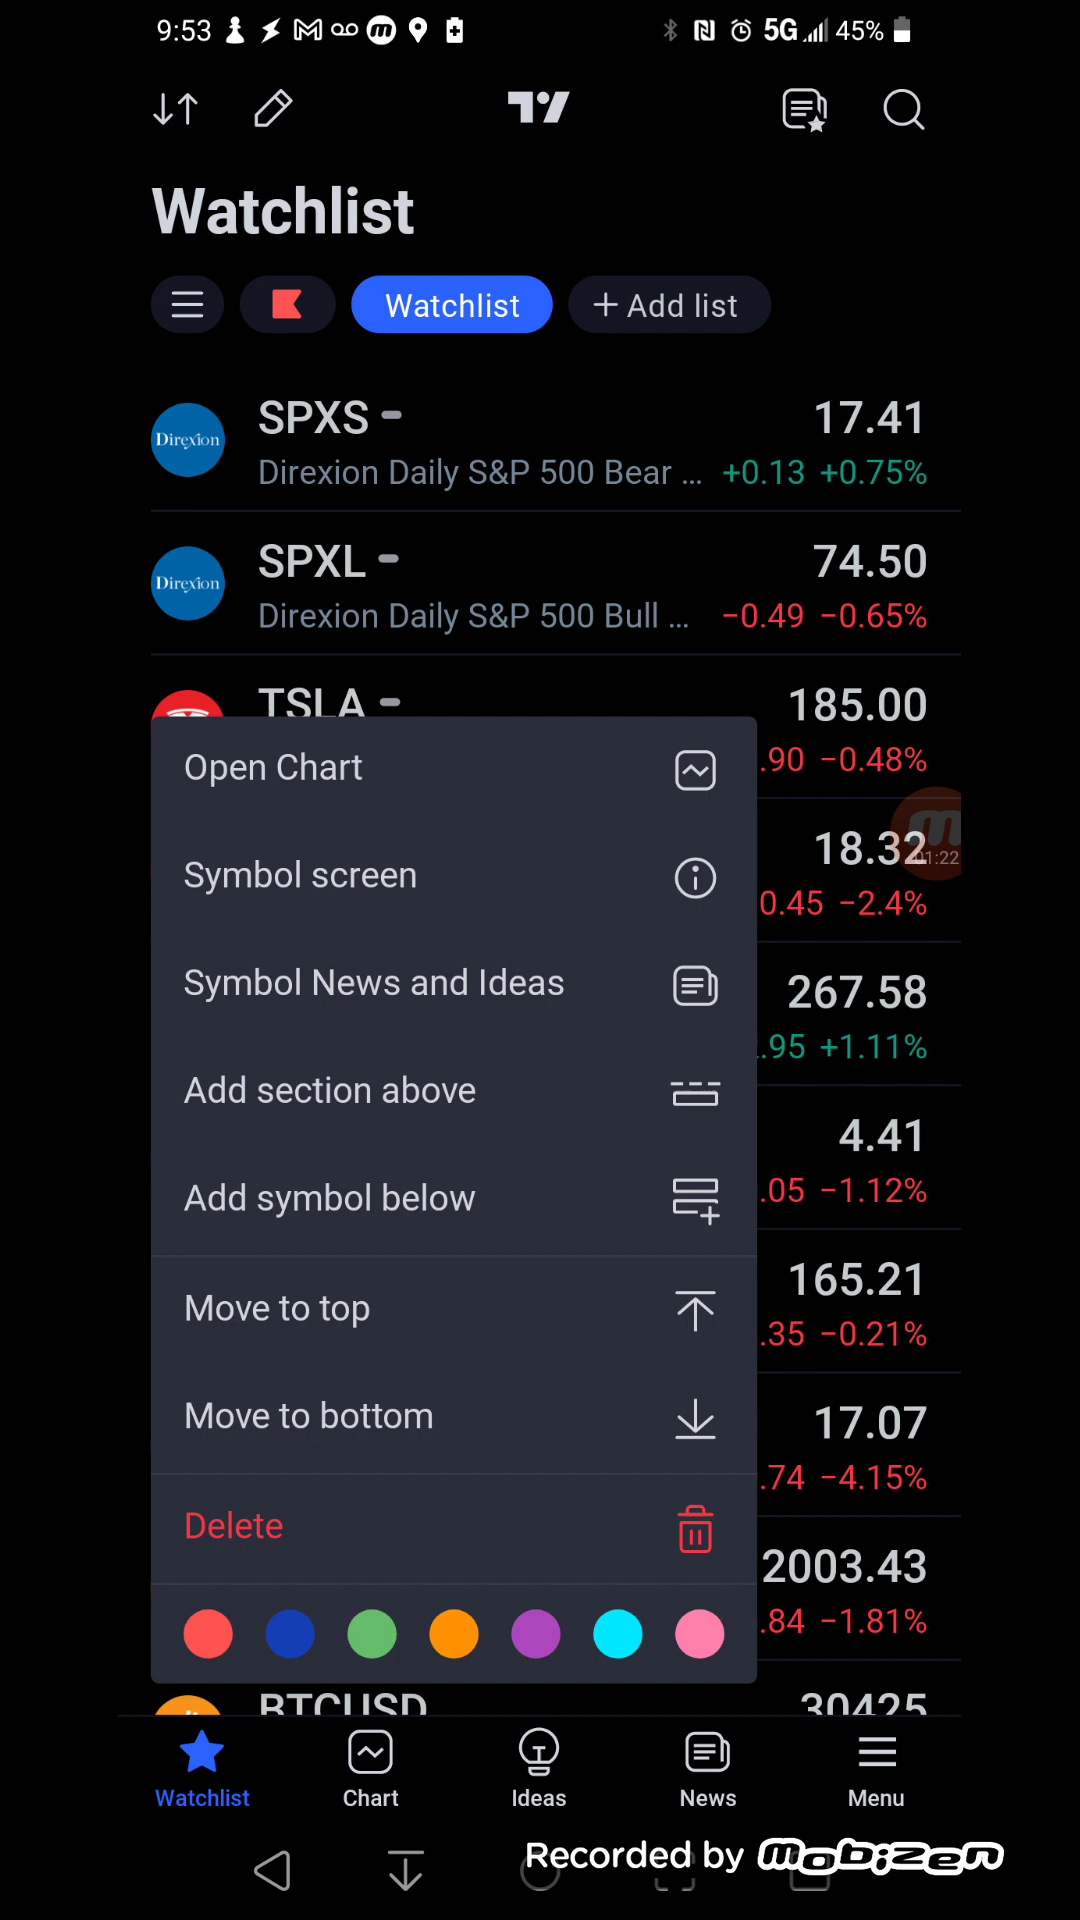 9:53 5G 45%
Watchlist
Watchlist + Add list
Direxion SPXS 17.41
Direxion Daily S&P 500 Bear ... +0.13 +0.75%
Direxion SPXL 74.50
Direxion Daily S&P 500 Bull ... −0.49 −0.65%
TSLA 185.00
.90 −0.48%
Open Chart
18.32
01:22
Symbol screen
0.45 −2.4%
Symbol News and Ideas
267.58
.95 +1.11%
Add section above
4.41
Add symbol below
.05 −1.12%
165.21
Move to top
.35 −0.21%
Move to bottom
17.07
.74 −4.15%
Delete
2003.43
.84 −1.81%
BTCUSD 30425
Watchlist Chart Ideas News Menu
Recorded by mobizen